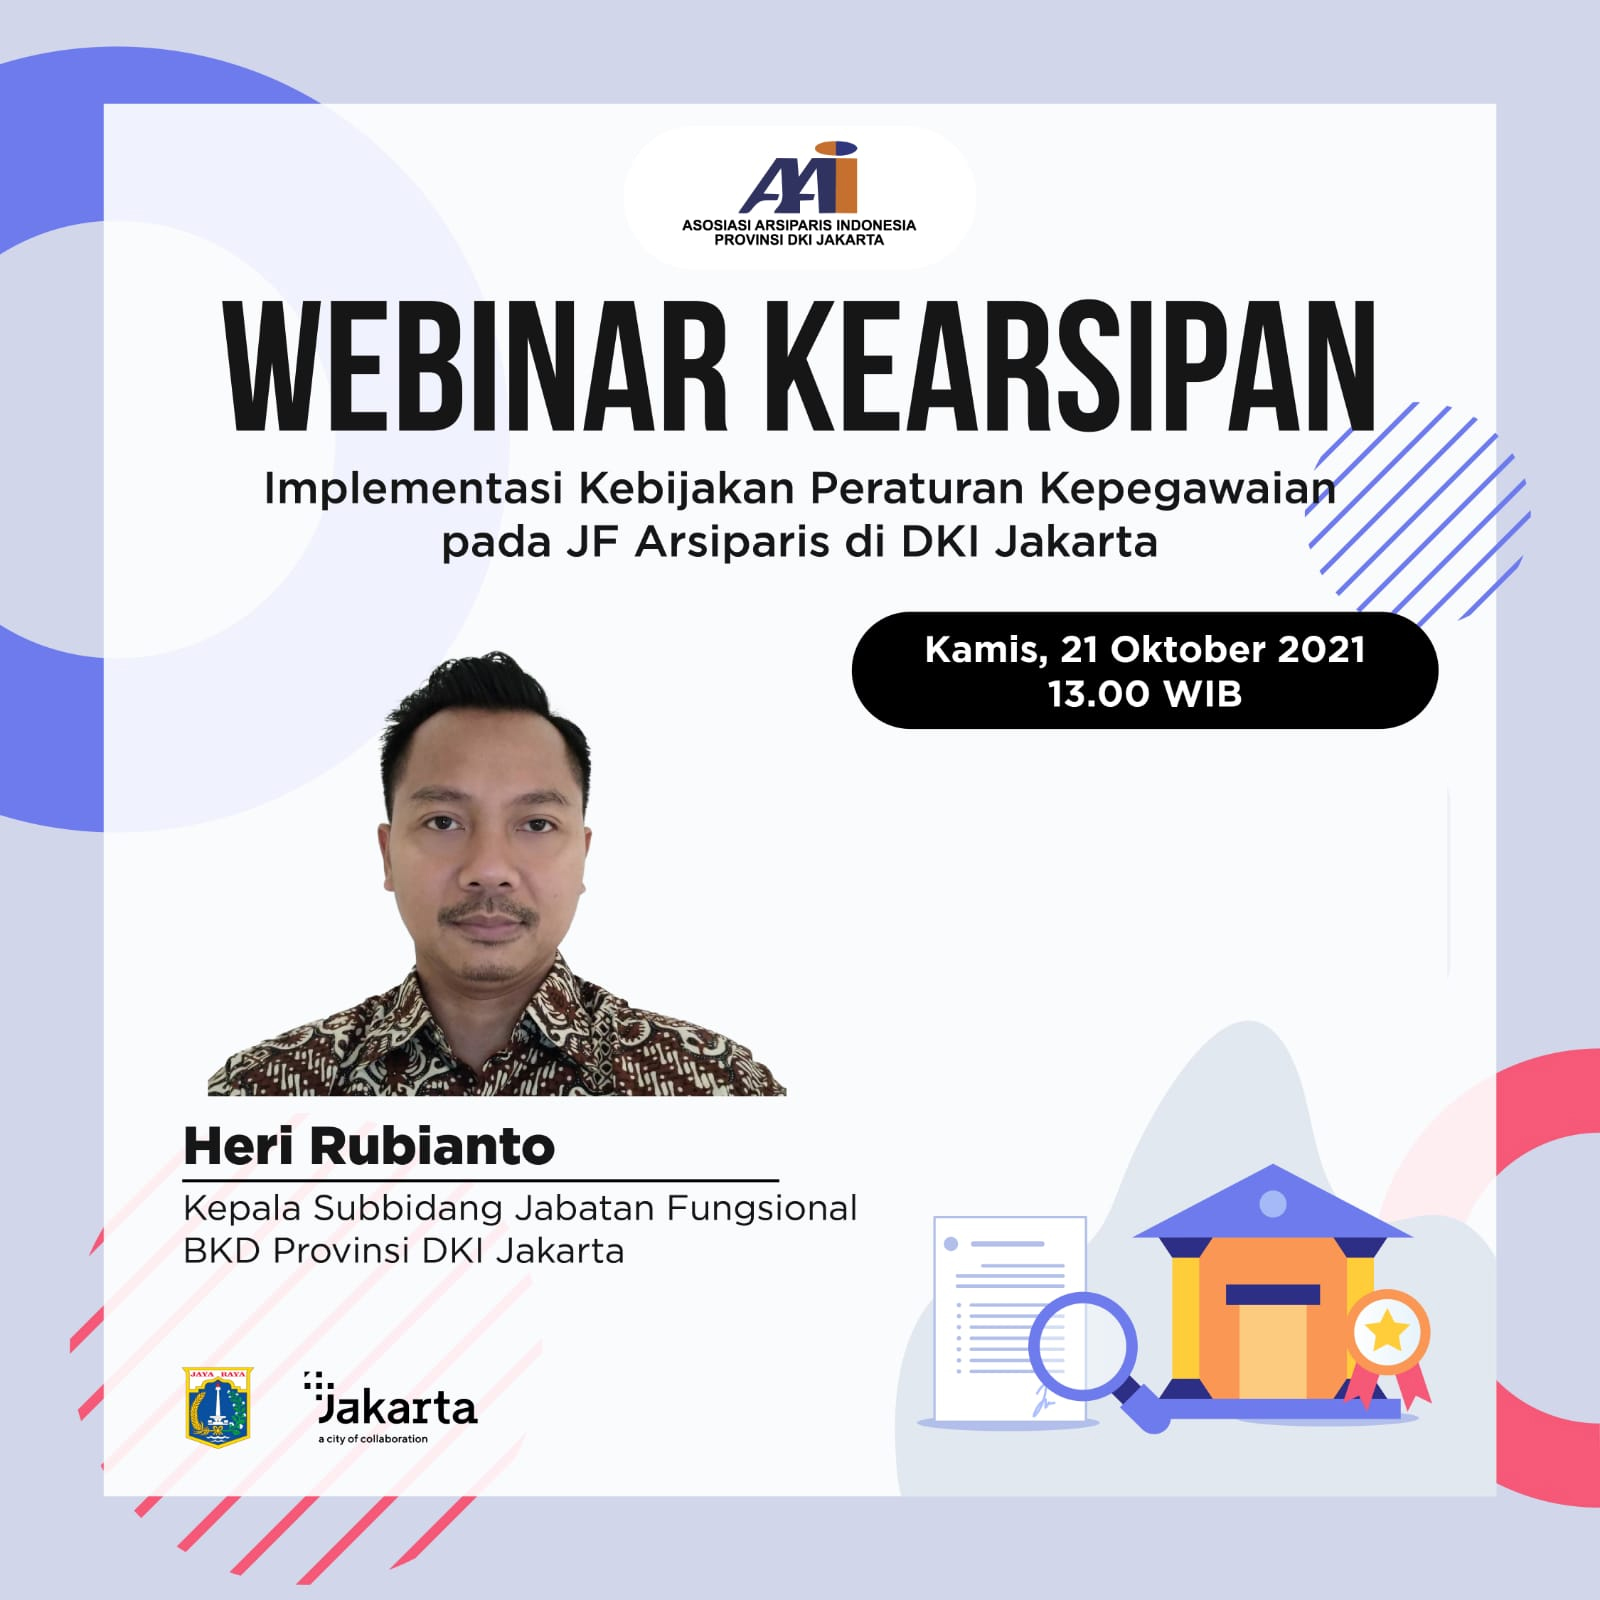 AAI
ASOSIASI ARSIPARIS INDONESIA
PROVINSI DKI JAKARTA
WEBINAR KEARSIPAN
Implementasi Kebijakan Peraturan Kepegawaian
pada JF Arsiparis di DKI Jakarta
Kamis, 21 Oktober 2021
13.00 WIB
Heri Rubianto
Kepala Subbidang Jabatan Fungsional
BKD Provinsi DKI Jakarta
JAYA RAYA
Jakarta
a city of collaboration